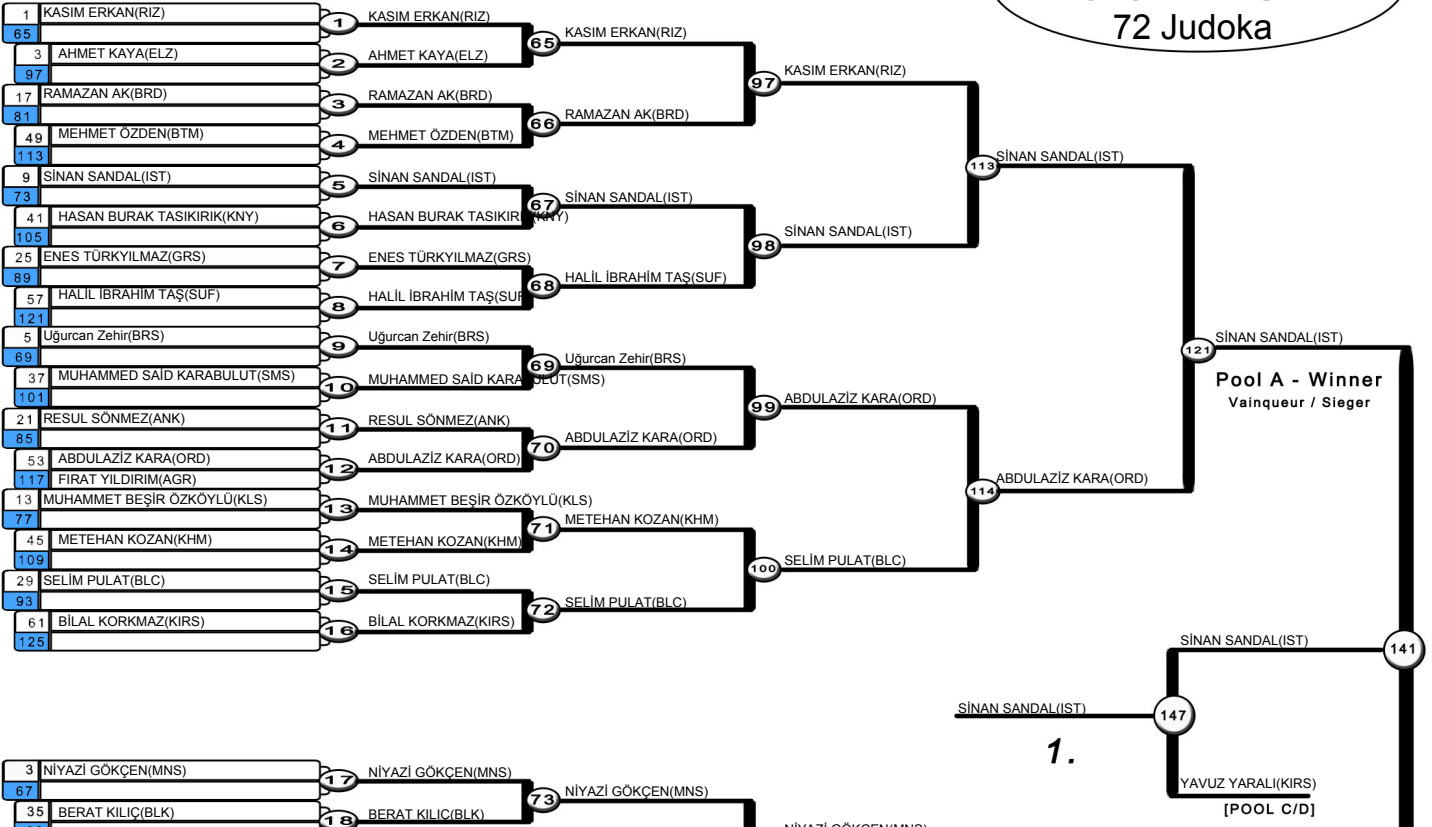 72 Judoka
1 KASIM ERKAN(RIZ)
65
3 AHMET KAYA(ELZ)
97
17 RAMAZAN AK(BRD)
81
49 MEHMET ÖZDEN(BTM)
113
9 SİNAN SANDAL(IST)
73
41 HASAN BURAK TASIKIRIK(KNY)
105
25 ENES TÜRKYILMAZ(GRS)
89
57 HALİL İBRAHİM TAŞ(SUF)
121
5 Uğurcan Zehir(BRS)
69
37 MUHAMMED SAİD KARABULUT(SMS)
101
21 RESUL SÖNMEZ(ANK)
85
53 ABDULAZİZ KARA(ORD)
117 FIRAT YILDIRIM(AGR)
13 MUHAMMET BEŞİR ÖZKÖYLÜ(KLS)
77
45 METEHAN KOZAN(KHM)
109
29 SELİM PULAT(BLC)
93
61 BİLAL KORKMAZ(KIRS)
125
1 KASIM ERKAN(RIZ)
2 AHMET KAYA(ELZ)
3 RAMAZAN AK(BRD)
4 MEHMET ÖZDEN(BTM)
5 SİNAN SANDAL(IST)
6 HASAN BURAK TASIKIRI (KNY)
7 ENES TÜRKYILMAZ(GRS)
8 HALİL İBRAHİM TAŞ(SUF
9 Uğurcan Zehir(BRS)
10 MUHAMMED SAİD KARABULUT(SMS)
11 RESUL SÖNMEZ(ANK)
12 ABDULAZİZ KARA(ORD)
13 MUHAMMET BEŞİR ÖZKÖYLÜ(KLS)
14 METEHAN KOZAN(KHM)
15 SELİM PULAT(BLC)
16 BİLAL KORKMAZ(KIRS)
65 KASIM ERKAN(RIZ)
66 RAMAZAN AK(BRD)
67 SİNAN SANDAL(IST)
68 HALİL İBRAHİM TAŞ(SUF)
69 Uğurcan Zehir(BRS)
70 ABDULAZİZ KARA(ORD)
71 METEHAN KOZAN(KHM)
72 SELİM PULAT(BLC)
97 KASIM ERKAN(RIZ)
98 SİNAN SANDAL(IST)
99 ABDULAZİZ KARA(ORD)
100 SELİM PULAT(BLC)
113 SİNAN SANDAL(IST)
114 ABDULAZİZ KARA(ORD)
121 SİNAN SANDAL(IST)
Pool A - Winner
Vainqueur / Sieger
SİNAN SANDAL(IST) 141
SİNAN SANDAL(IST) 147
1.
YAVUZ YARALI(KIRS)
[POOL C/D]
3 NİYAZİ GÖKÇEN(MNS)
67
35 BERAT KILIÇ(BLK)
17 NİYAZİ GÖKÇEN(MNS)
18 BERAT KILIÇ(BLK)
73 NİYAZİ GÖKÇEN(MNS)
NİYAZİ GÖKÇEN(MNS)